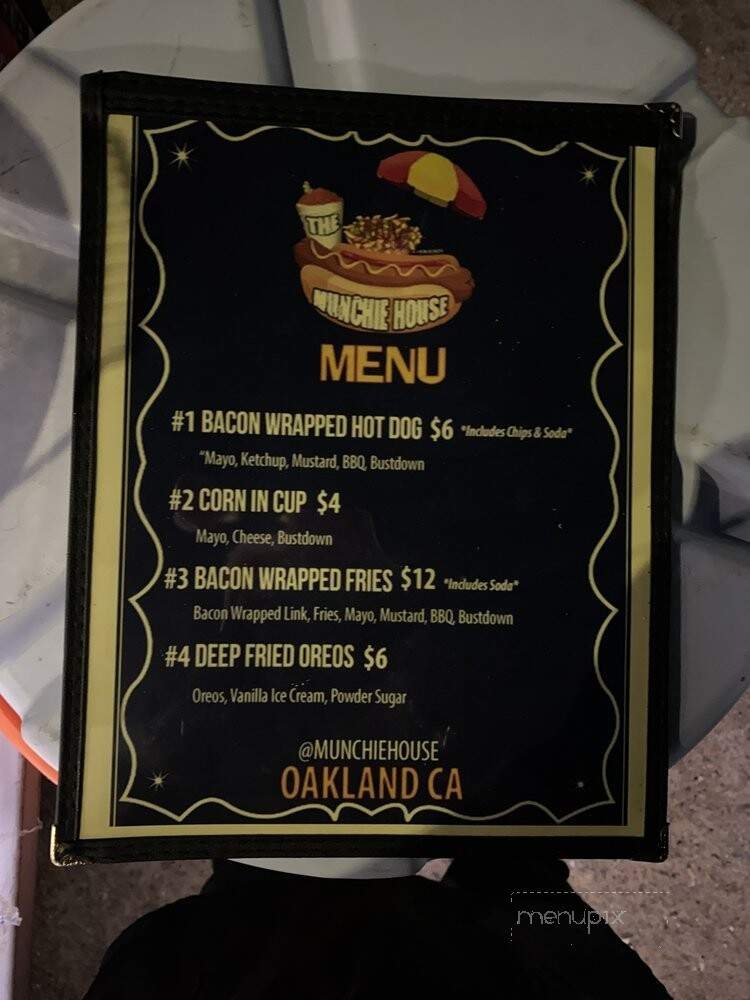 THE
MUNCHIE HOUSE
MENU
#1 BACON WRAPPED HOT DOG $6 *Includes Chips & Soda*
"Mayo, Ketchup, Mustard, BBQ, Bustdown
#2 CORN IN CUP $4
Mayo, Cheese, Bustdown
#3 BACON WRAPPED FRIES $12 *Includes Soda*
Bacon Wrapped Link, Fries, Mayo, Mustard, BBQ, Bustdown
#4 DEEP FRIED OREOS $6
Oreos, Vanilla Ice Cream, Powder Sugar
@MUNCHIEHOUSE
OAKLAND CA
menupix